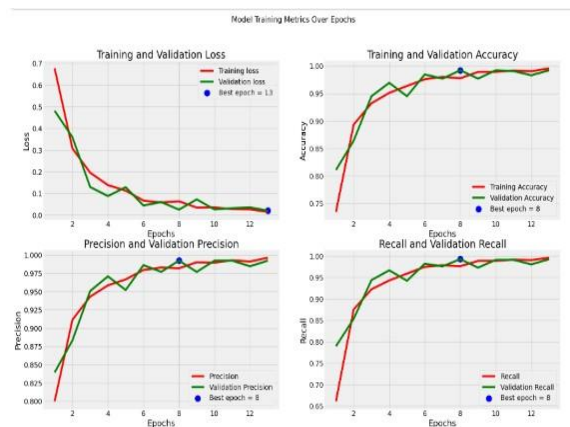 Model Training Metrics Over Epochs
Training and Validation Loss
0.7
0.6
0.5
0.4
0.3
0.2
0.1
0.0
Loss
Training loss
Validation loss
Best epoch = 13
2 4 6 8 10 12
Epochs
Training and Validation Accuracy
1.00
0.95
0.90
0.85
0.80
0.75
Accuracy
Training Accuracy
Validation Accuracy
Best epoch = 8
2 4 6 8 10 12
Epochs
Precision and Validation Precision
1.000
0.975
0.950
0.925
0.900
0.875
0.850
0.825
0.800
Precision
Precision
Validation Precision
Best epoch = 8
2 4 6 8 10 12
Epochs
Recall and Validation Recall
1.00
0.95
0.90
0.85
0.80
0.75
0.70
0.65
Recall
Recall
Validation Recall
Best epoch = 8
2 4 6 8 10 12
Epochs